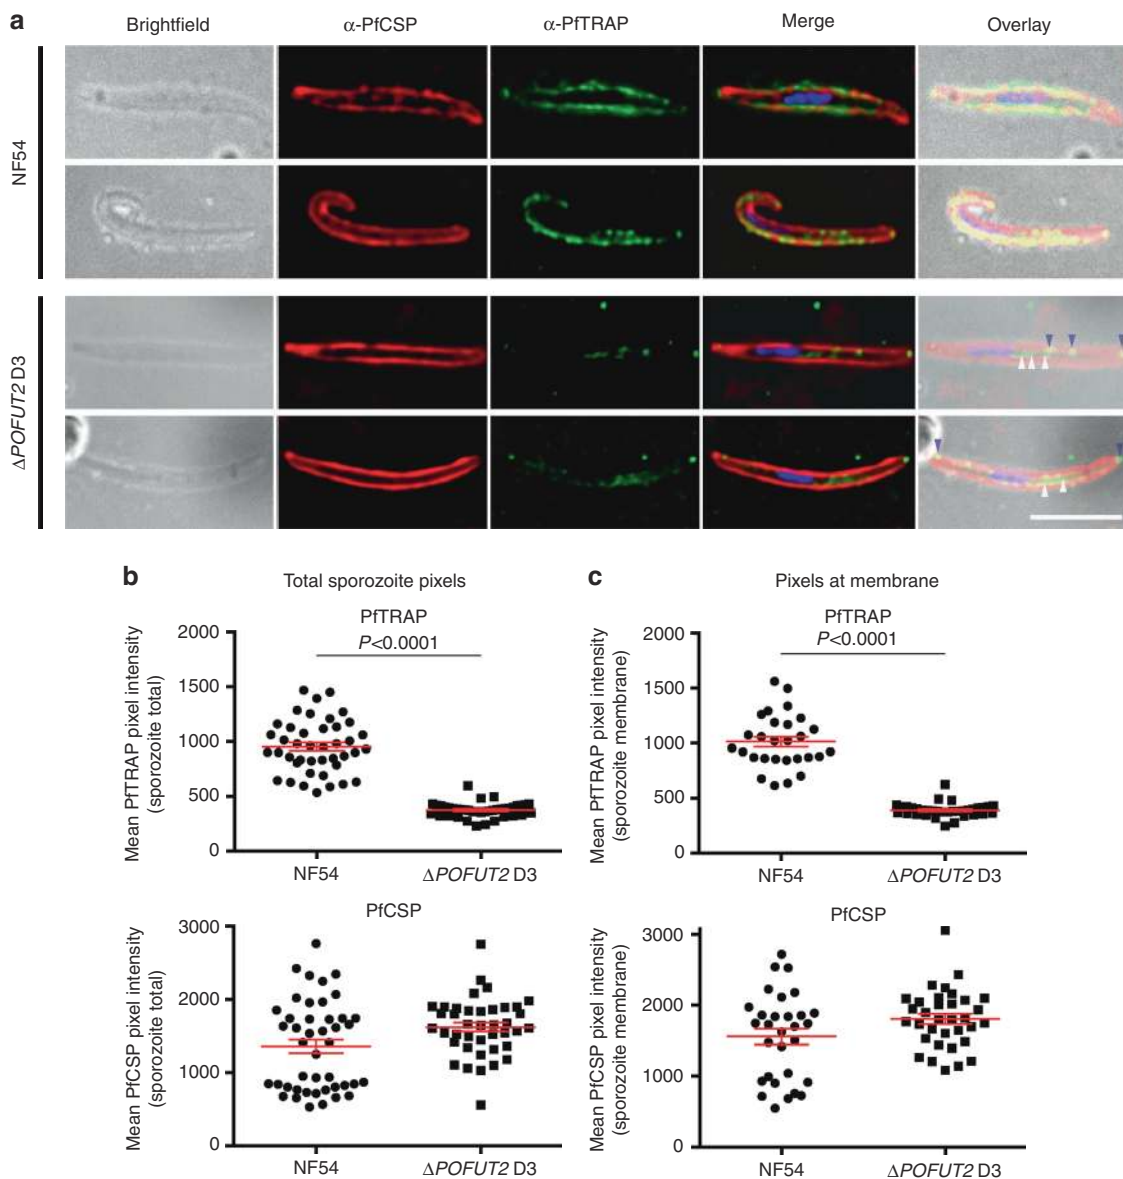 a
Brightfield
α-PfCSP
α-PfTRAP
Merge
Overlay
NF54
ΔPOFUT2 D3
b
Total sporozoite pixels
PfTRAP
P<0.0001
Mean PfTRAP pixel intensity
(sporozoite total)
2000
1500
1000
500
0
NF54
ΔPOFUT2 D3
PfCSP
Mean PfCSP pixel intensity
(sporozoite total)
3000
2000
1000
0
NF54
ΔPOFUT2 D3
c
Pixels at membrane
PfTRAP
P<0.0001
Mean PfTRAP pixel intensity
(sporozoite membrane)
2000
1500
1000
500
0
NF54
ΔPOFUT2 D3
PfCSP
Mean PfCSP pixel intensity
(sporozoite membrane)
3000
2000
1000
0
NF54
ΔPOFUT2 D3